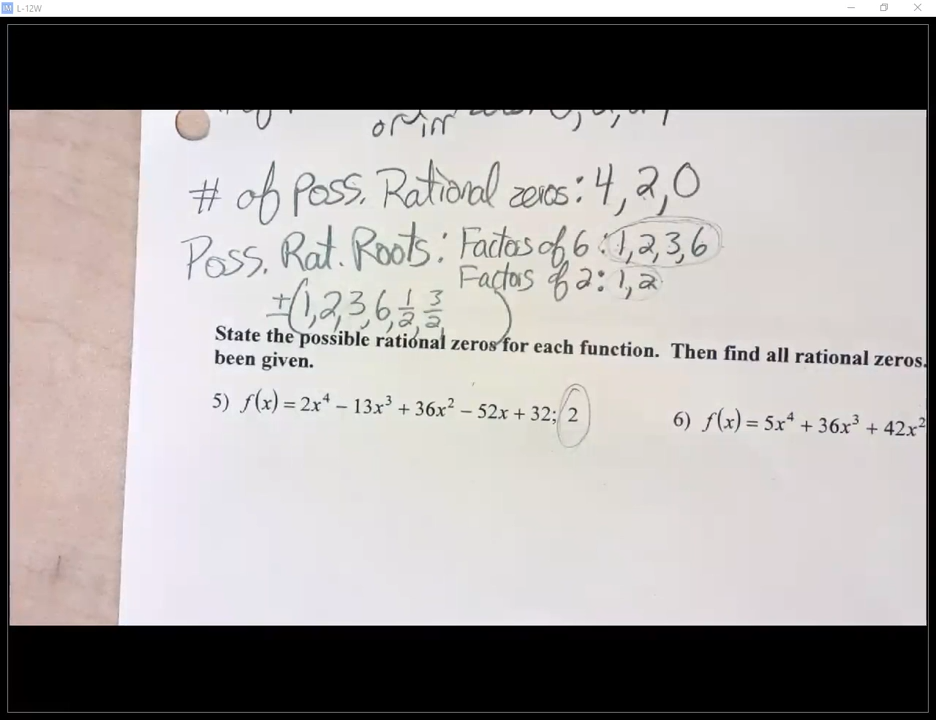 L-12W
or irr
# of Poss. Rational zeros: 4, 2, 0
Poss. Rat. Roots: Factors of 6: 1, 2, 3, 6
Factors of 2: 1, 2
±(1, 2, 3, 6, 1/2, 3/2, )
State the possible rational zeros for each function. Then find all rational zeros.
been given.
5) f(x) = 2x⁴ − 13x³ + 36x² − 52x + 32; 2
6) f(x) = 5x⁴ + 36x³ + 42x²